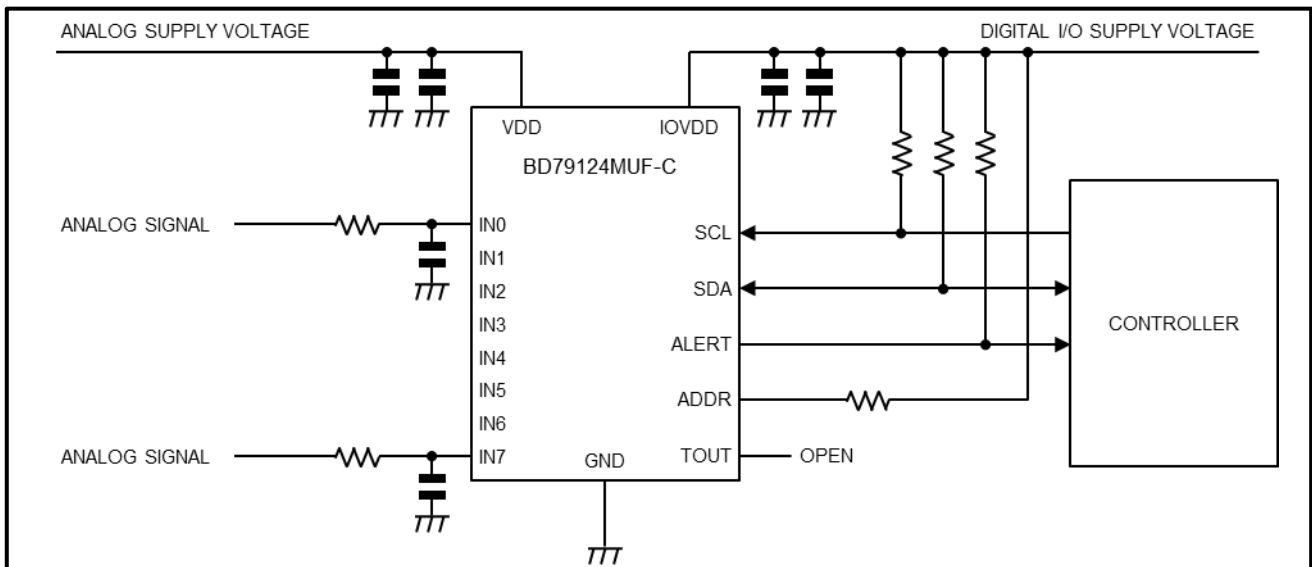 ANALOG SUPPLY VOLTAGE
DIGITAL I/O SUPPLY VOLTAGE
VDD
IOVDD
BD79124MUF-C
ANALOG SIGNAL
IN0
IN1
IN2
IN3
IN4
IN5
IN6
ANALOG SIGNAL
IN7
GND
SCL
SDA
ALERT
ADDR
TOUT
OPEN
CONTROLLER